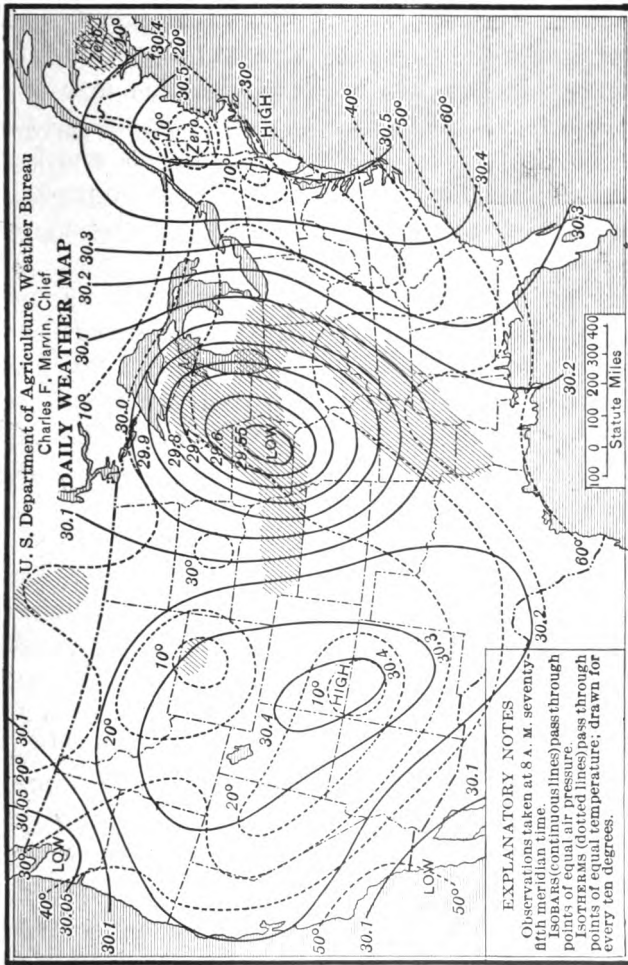 U. S. Department of Agriculture, Weather Bureau
Charles F. Marvin, Chief
DAILY WEATHER MAP
30.05
30.1
20°
30°
LOW
40°
30.05
30.1
20°
10°
30.1
10°
30.1
30.2
30.3
30.0
29.9
29.8
29.6
29.55
LOW
30°
10°
Zero
10°
30.4
20°
30.5
10°
Zero
30°
HIGH
10°
40°
30.5
50°
60°
30.4
30.3
30.2
20°
30.4
10°
HIGH
30.4
30.3
30.2
30.1
60°
50°
30.1
LOW
50°
100 0 100 200 300 400
Statute Miles
EXPLANATORY NOTES
Observations taken at 8 A. M. seventy-
fifth meridian time.
ISOBARS (continuous lines) pass through
points of equal air pressure.
ISOTHERMS (dotted lines) pass through
points of equal temperature; drawn for
every ten degrees.